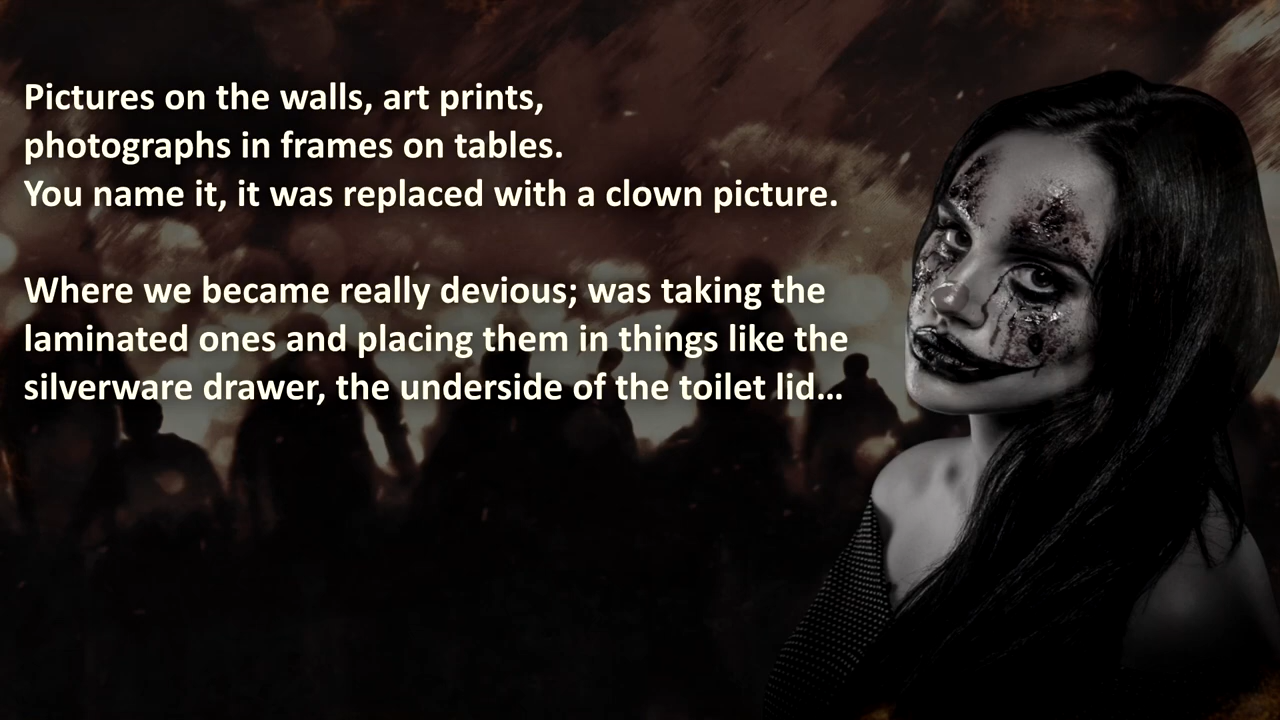 Pictures on the walls, art prints,
photographs in frames on tables.
You name it, it was replaced with a clown picture.
Where we became really devious; was taking the
laminated ones and placing them in things like the
silverware drawer, the underside of the toilet lid…